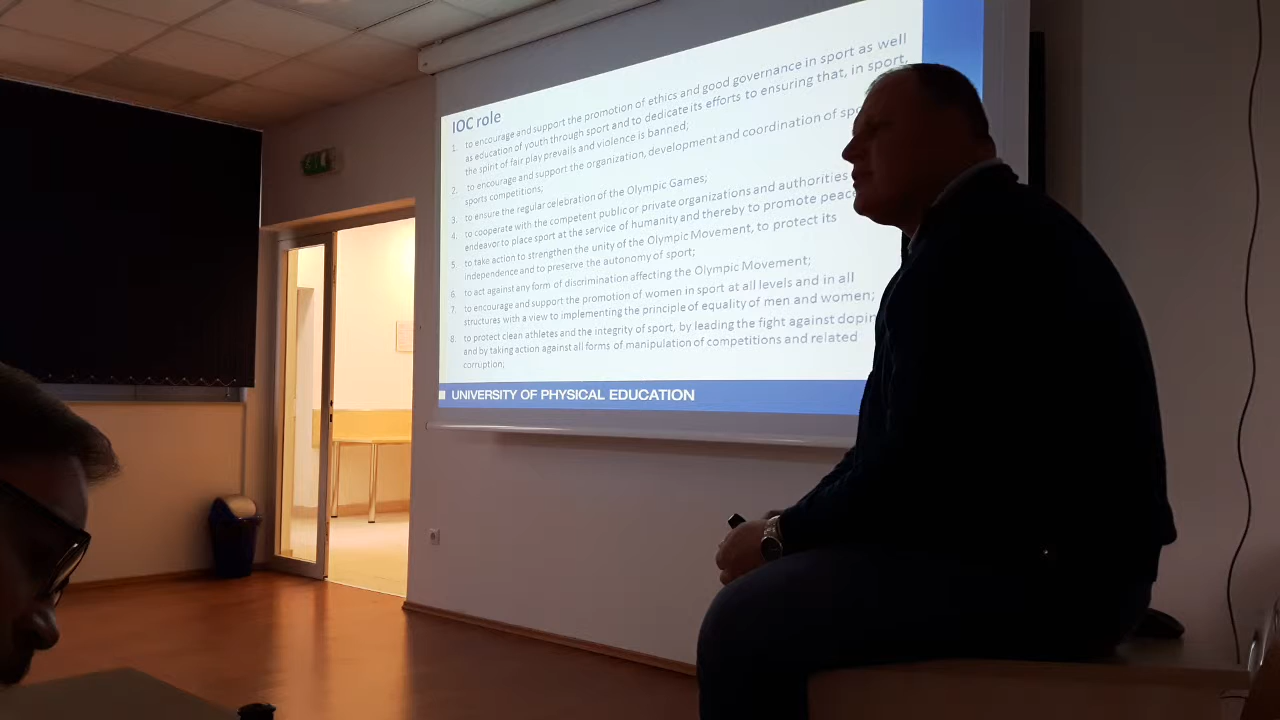 IOC role
1. to encourage and support the promotion of ethics and good governance in sport as well
as education of youth through sport and to dedicate its efforts to ensuring that, in sport,
the spirit of fair play prevails and violence is banned;
2. to encourage and support the organization, development and coordination of
sports competitions;
3. to ensure the regular celebration of the Olympic Games;
4. to cooperate with the competent public or private organizations and authorities
endeavor to place sport at the service of humanity and thereby to promote peace
5. to take action to strengthen the unity of the Olympic Movement, to protect its
independence and to preserve the autonomy of sport;
6. to act against any form of discrimination affecting the Olympic Movement;
7. to encourage and support the promotion of women in sport at all levels and in all
structures with a view to implementing the principle of equality of men and women;
8. to protect clean athletes and the integrity of sport, by leading the fight against
and by taking action against all forms of manipulation of competitions and related
corruption;
UNIVERSITY OF PHYSICAL EDUCATION